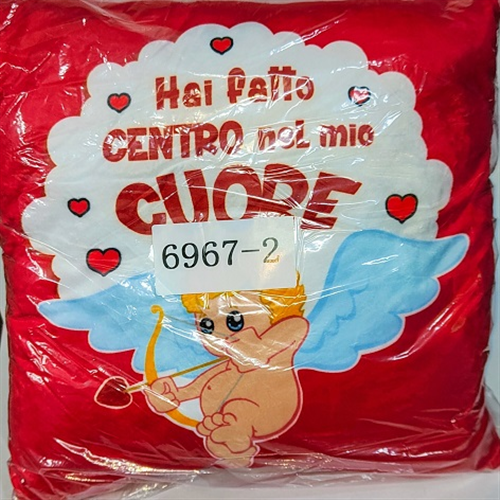 Hai fatto
CENTRO nel mio
CUORE
6967-2